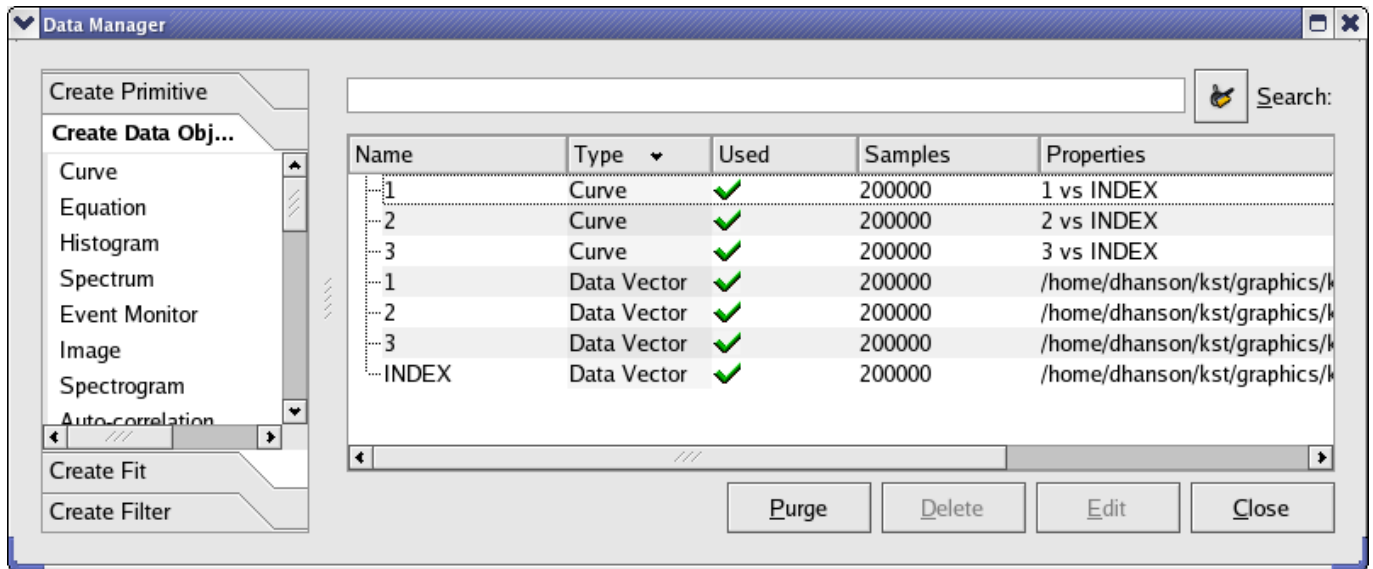 Data Manager
Create Primitive
Create Data Obj...
Curve
Equation
Histogram
Spectrum
Event Monitor
Image
Spectrogram
Auto-correlation
Create Fit
Create Filter
Search:
Name Type Used Samples Properties
1 Curve 200000 1 vs INDEX
2 Curve 200000 2 vs INDEX
3 Curve 200000 3 vs INDEX
1 Data Vector 200000 /home/dhanson/kst/graphics/k
2 Data Vector 200000 /home/dhanson/kst/graphics/k
3 Data Vector 200000 /home/dhanson/kst/graphics/k
INDEX Data Vector 200000 /home/dhanson/kst/graphics/k
Purge Delete Edit Close